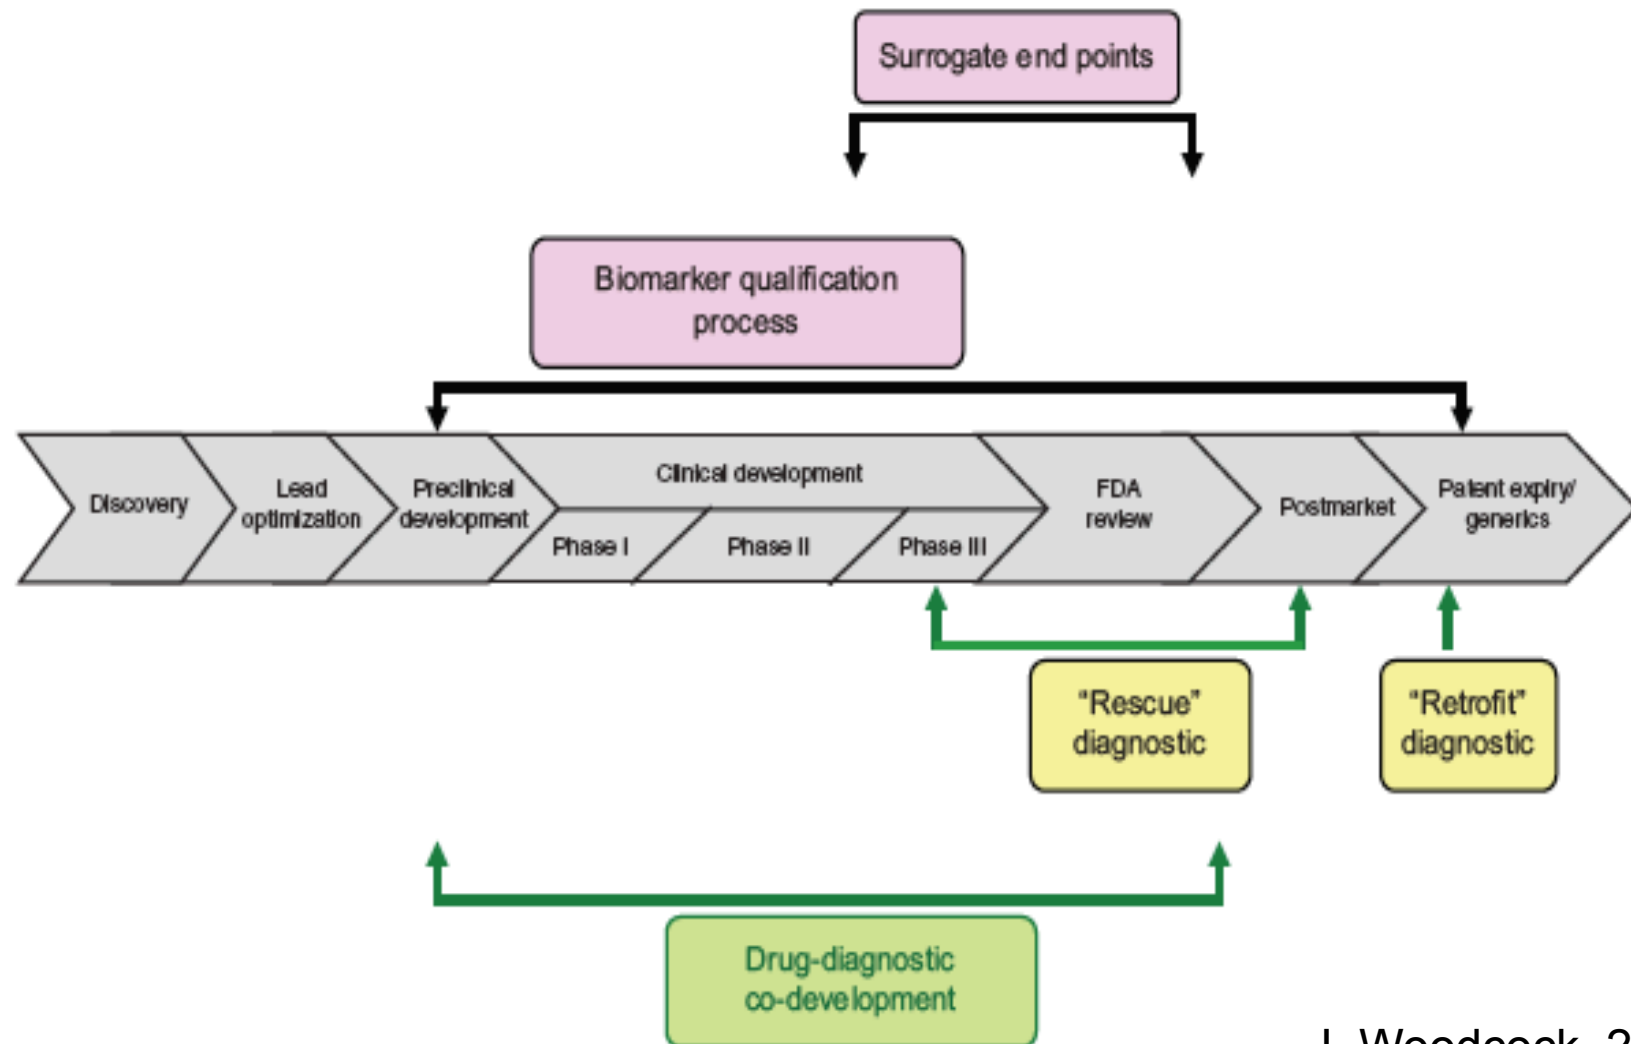 Surrogate end points
Biomarker qualification
process
Discovery
Lead
optimization
Preclinical
development
Clinical development
Phase I
Phase II
Phase III
FDA
review
Postmarket
Patent expiry/
generics
“Rescue”
diagnostic
“Retrofit”
diagnostic
Drug-diagnostic
co-development